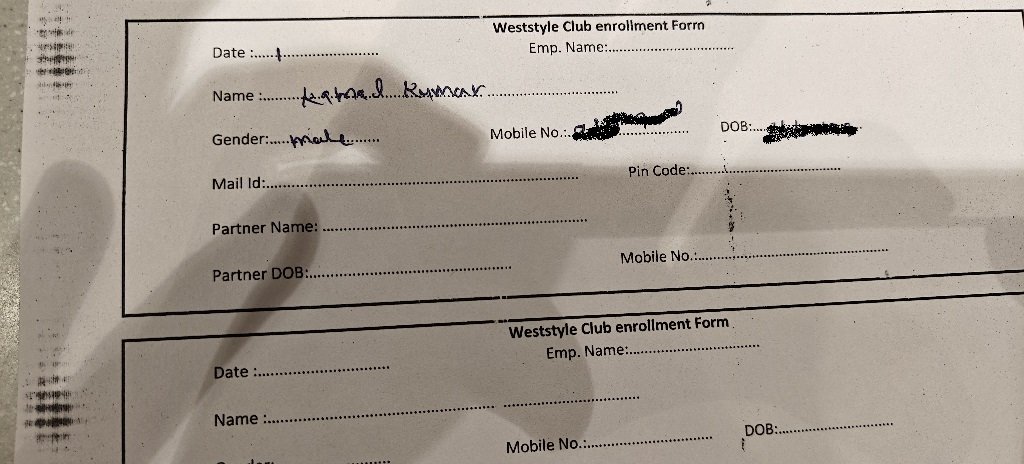 Weststyle Club enrollment Form
Date :...... Emp. Name:...............................
Name :.......... Kumar..................................
Gender:.....male....... Mobile No.:................ DOB:...
Mail Id:............................................................................... Pin Code:......................................
Partner Name: ..................................................................
Partner DOB:................................................... Mobile No.:................................................
Weststyle Club enrollment Form
Date :................................. Emp. Name:.................................
Name :......................................................... ..................................
Mobile No.:............................... DOB:.............................